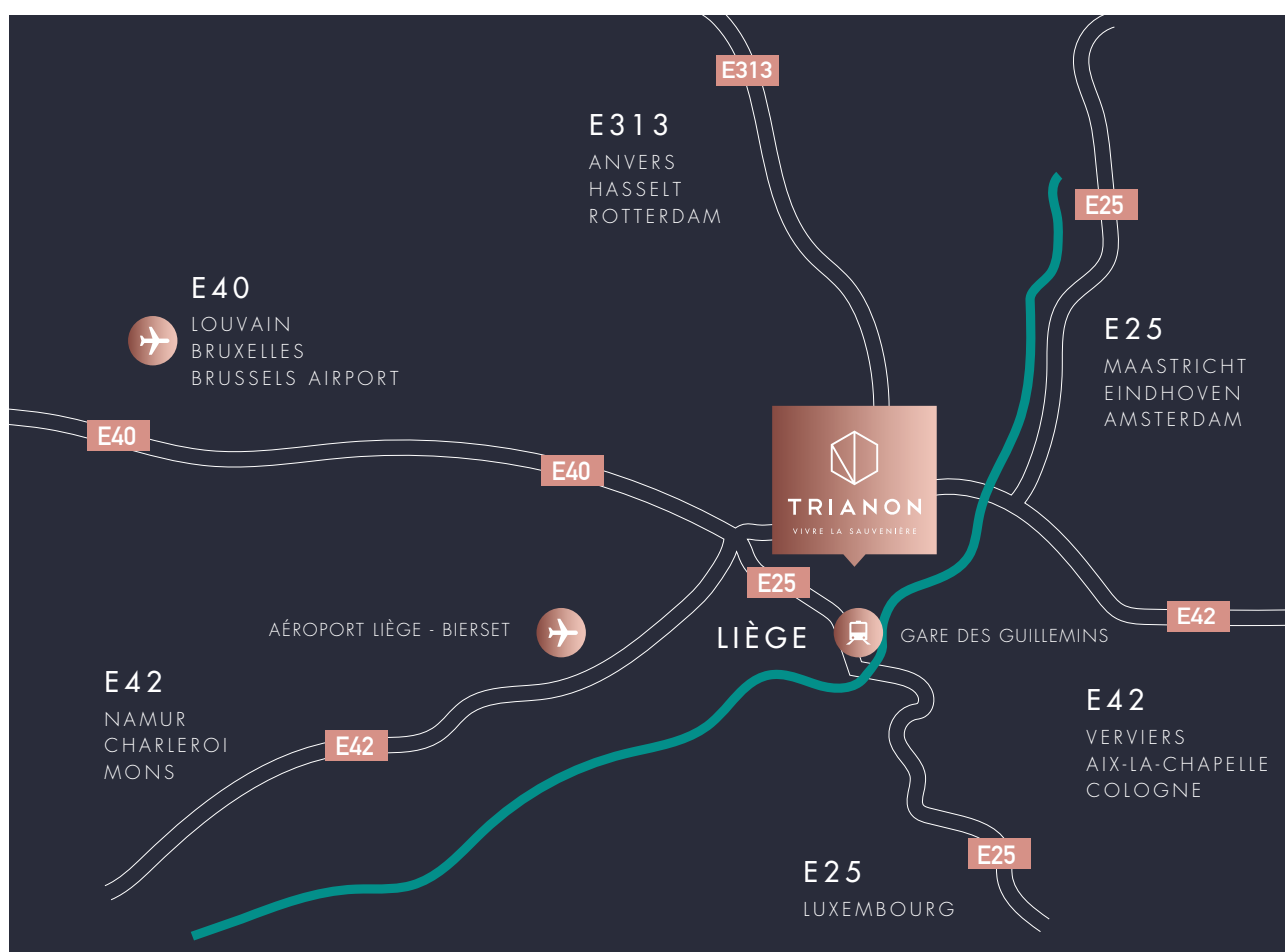 E313
E313
ANVERS
HASSELT
ROTTERDAM
E25
E40
LOUVAIN
BRUXELLES
BRUSSELS AIRPORT
E25
MAASTRICHT
EINDHOVEN
AMSTERDAM
E40
E40
TRIANON
VIVRE LA SAUVENIÈRE
E25
AÉROPORT LIÈGE - BIERSET
LIÈGE
GARE DES GUILLEMINS
E42
E42
NAMUR
CHARLEROI
MONS
E42
E42
VERVIERS
AIX-LA-CHAPELLE
COLOGNE
E25
E25
LUXEMBOURG